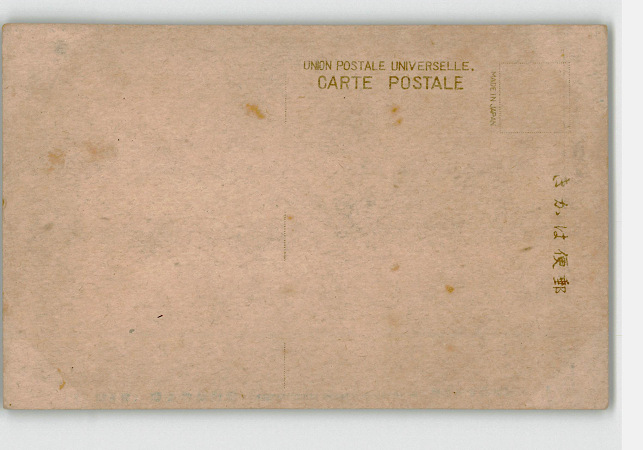 UNION POSTALE UNIVERSELLE.
CARTE POSTALE
MADE IN JAPAN
きかは便郵